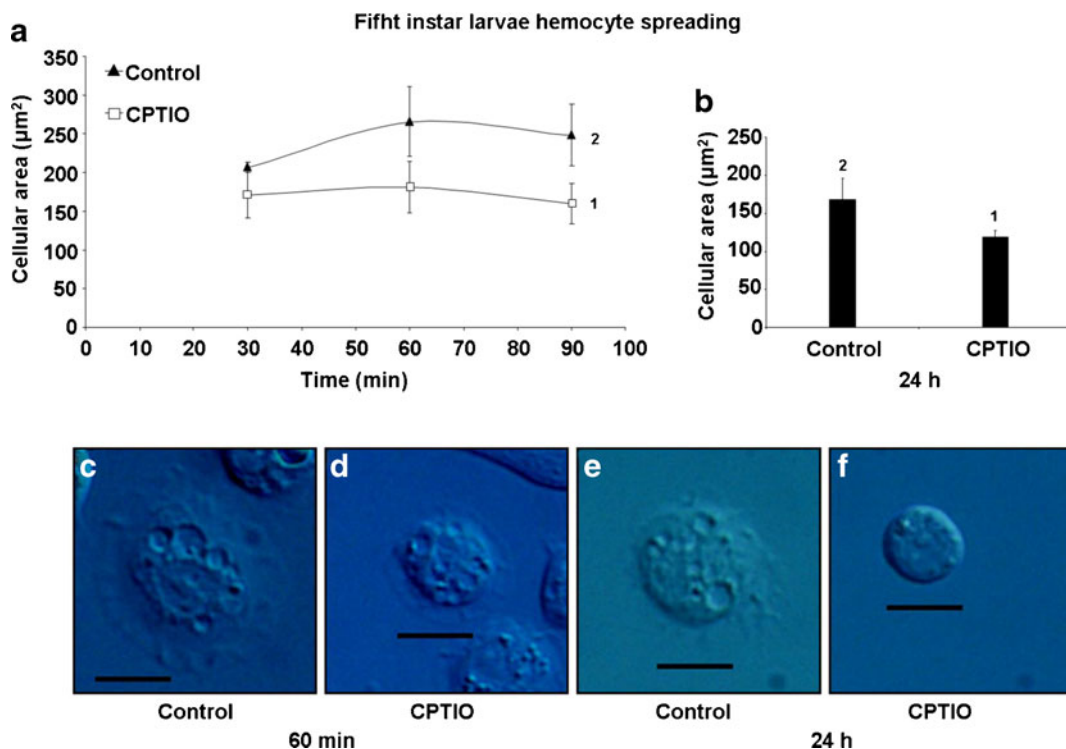 Fifht instar larvae hemocyte spreading
a
350
300
250
200
150
100
50
0
Cellular area (µm²)
Control
CPTIO
2
1
0 10 20 30 40 50 60 70 80 90 100
Time (min)
b
250
200
150
100
50
0
Cellular area (µm²)
2
1
Control CPTIO
24 h
c d e f
Control CPTIO Control CPTIO
60 min 24 h